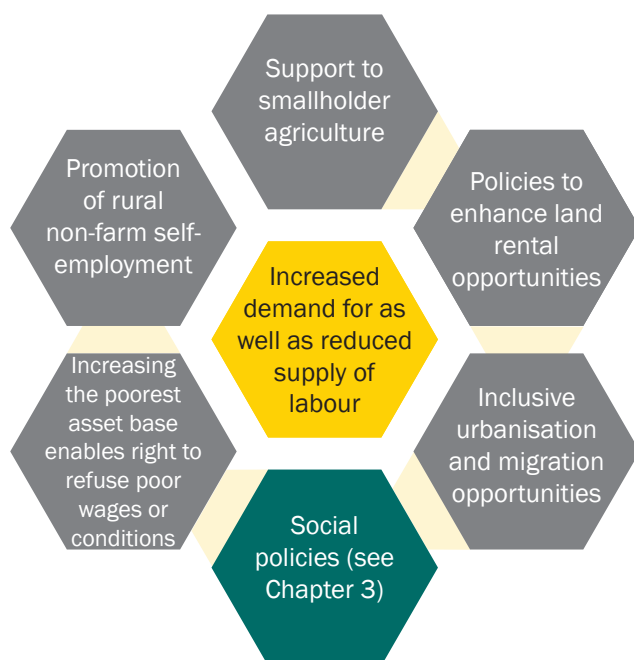 Support to
smallholder
agriculture
Promotion
of rural
non-farm self-
employment
Policies to
enhance land
rental
opportunities
Increased
demand for as
well as reduced
supply of
labour
Increasing
the poorest
asset base
enables right to
refuse poor
wages or
conditions
Inclusive
urbanisation
and migration
opportunities
Social
policies (see
Chapter 3)